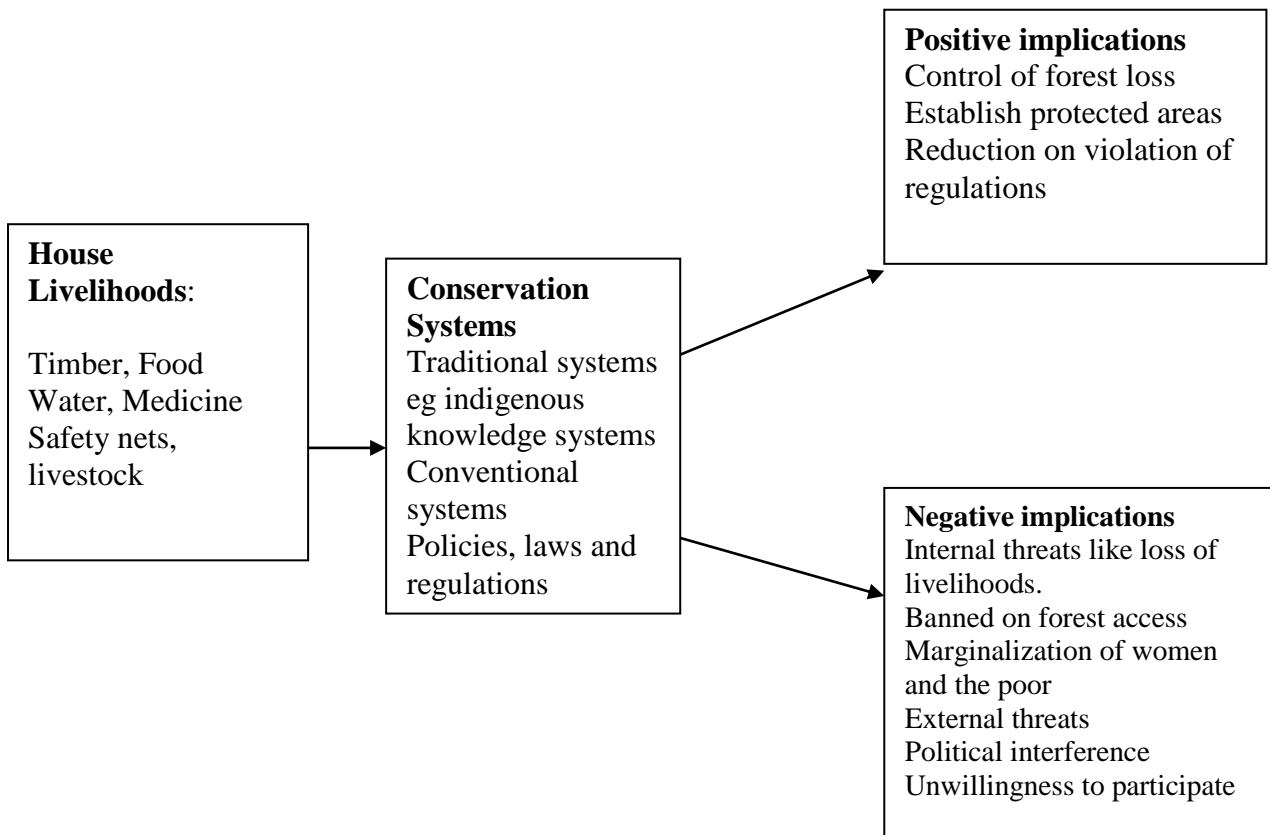 House
Livelihoods:
Timber, Food
Water, Medicine
Safety nets,
livestock
Conservation
Systems
Traditional systems
eg indigenous
knowledge systems
Conventional
systems
Policies, laws and
regulations
Positive implications
Control of forest loss
Establish protected areas
Reduction on violation of
regulations
Negative implications
Internal threats like loss of
livelihoods.
Banned on forest access
Marginalization of women
and the poor
External threats
Political interference
Unwillingness to participate